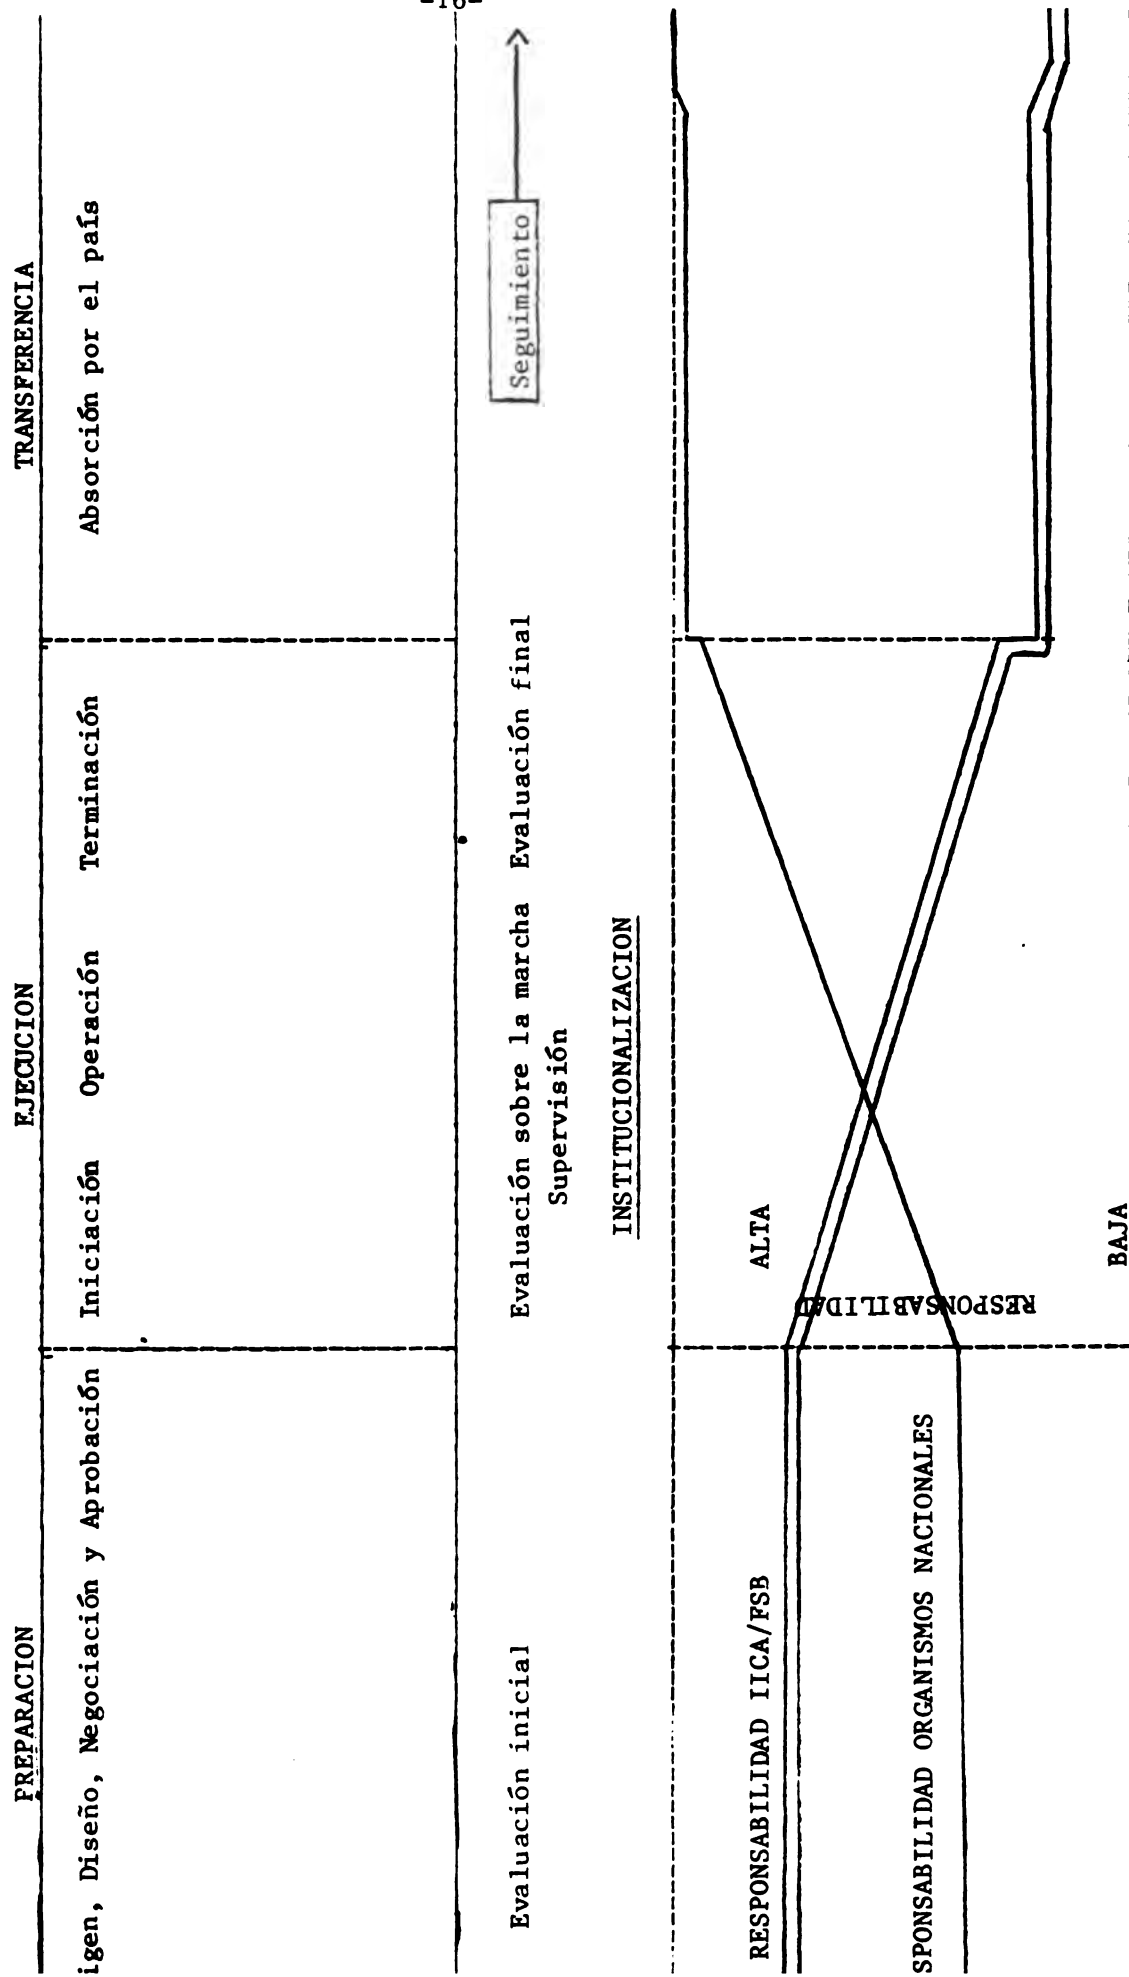 -16-
PREPARACION EJECUCION TRANSFERENCIA
igen, Diseño, Negociación y Aprobación Iniciación Operación Terminación Absorción por el país
Evaluación inicial Evaluación sobre la marcha Evaluación final Seguimiento
Supervisión
INSTITUCIONALIZACION
RESPONSABILIDAD IICA/FSB ALTA
RESPONSABILIDAD
SPONSABILIDAD ORGANISMOS NACIONALES
BAJA